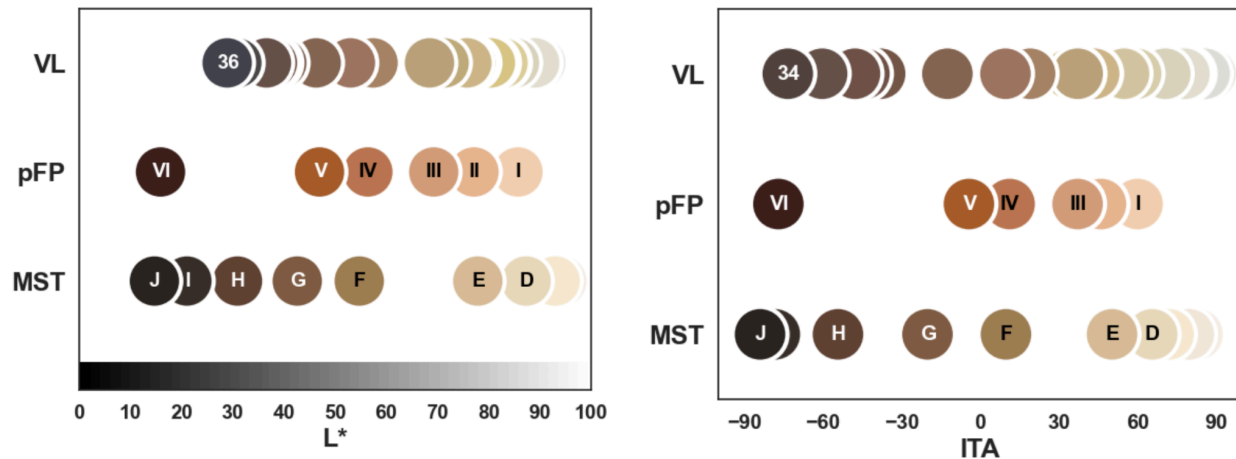 VL 36
pFP VI V IV III II I
MST J I H G F E D
0 10 20 30 40 50 60 70 80 90 100
L*
VL 34
pFP VI V IV III I
MST J H G F E D
−90 −60 −30 0 30 60 90
ITA